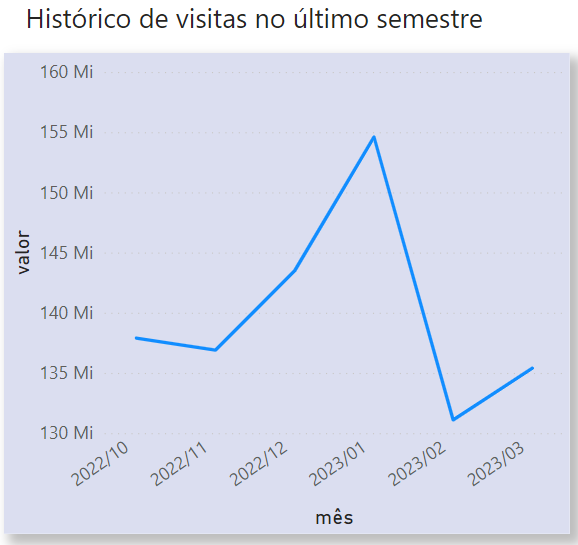 Histórico de visitas no último semestre
160 Mi
155 Mi
150 Mi
145 Mi
140 Mi
135 Mi
130 Mi
valor
2022/10
2022/11
2022/12
2023/01
2023/02
2023/03
mês